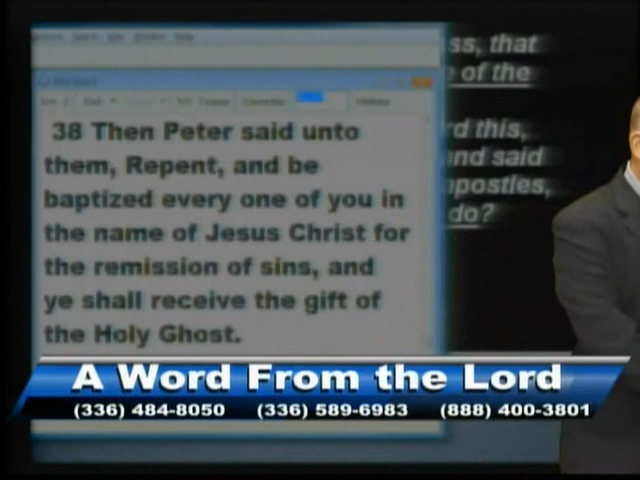 ss, that
of the
38 Then Peter said unto
them, Repent, and be
baptized every one of you in
the name of Jesus Christ for
the remission of sins, and
ye shall receive the gift of
the Holy Ghost.
rd this,
and said
apostles,
do?
A Word From the Lord
(336) 484-8050 (336) 589-6983 (888) 400-3801